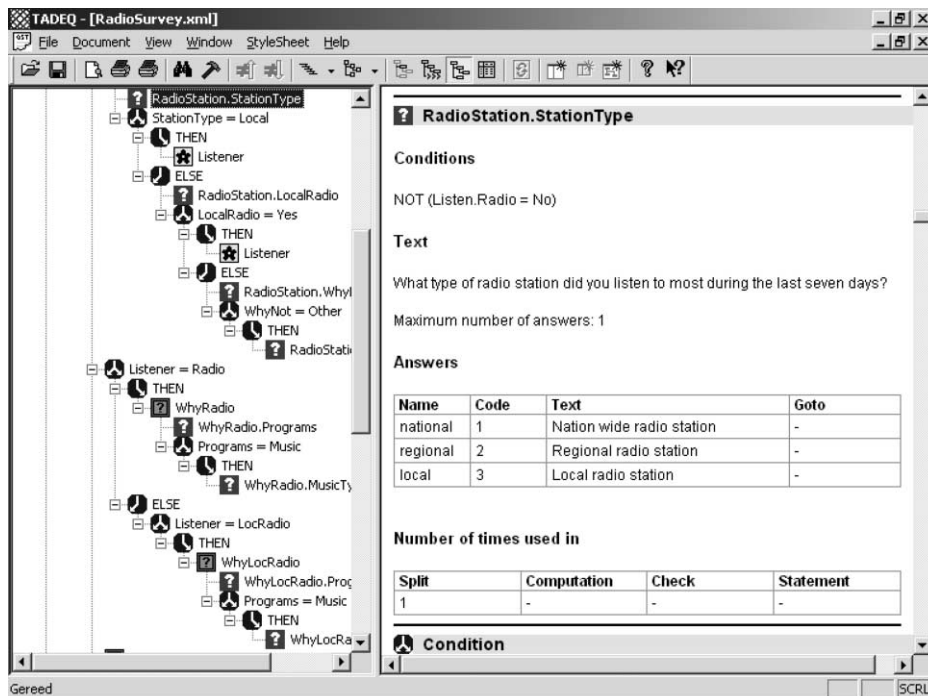 TADEQ - [RadioSurvey.xml]
File Document View Window StyleSheet Help
RadioStation.StationType
StationType = Local
THEN
Listener
ELSE
RadioStation.LocalRadio
LocalRadio = Yes
THEN
Listener
ELSE
RadioStation.Why
WhyNot = Other
THEN
RadioStati
Listener = Radio
THEN
WhyRadio
WhyRadio.Programs
Programs = Music
THEN
WhyRadio.MusicTy
ELSE
Listener = LocRadio
THEN
WhyLocRadio
WhyLocRadio.Prog
Programs = Music
THEN
WhyLocRa
RadioStation.StationType
Conditions
NOT (Listen.Radio = No)
Text
What type of radio station did you listen to most during the last seven days?
Maximum number of answers: 1
Answers
Name Code Text Goto
national 1 Nation wide radio station -
regional 2 Regional radio station -
local 3 Local radio station -
Number of times used in
Split Computation Check Statement
1 - - -
Condition
Gereed SCRL